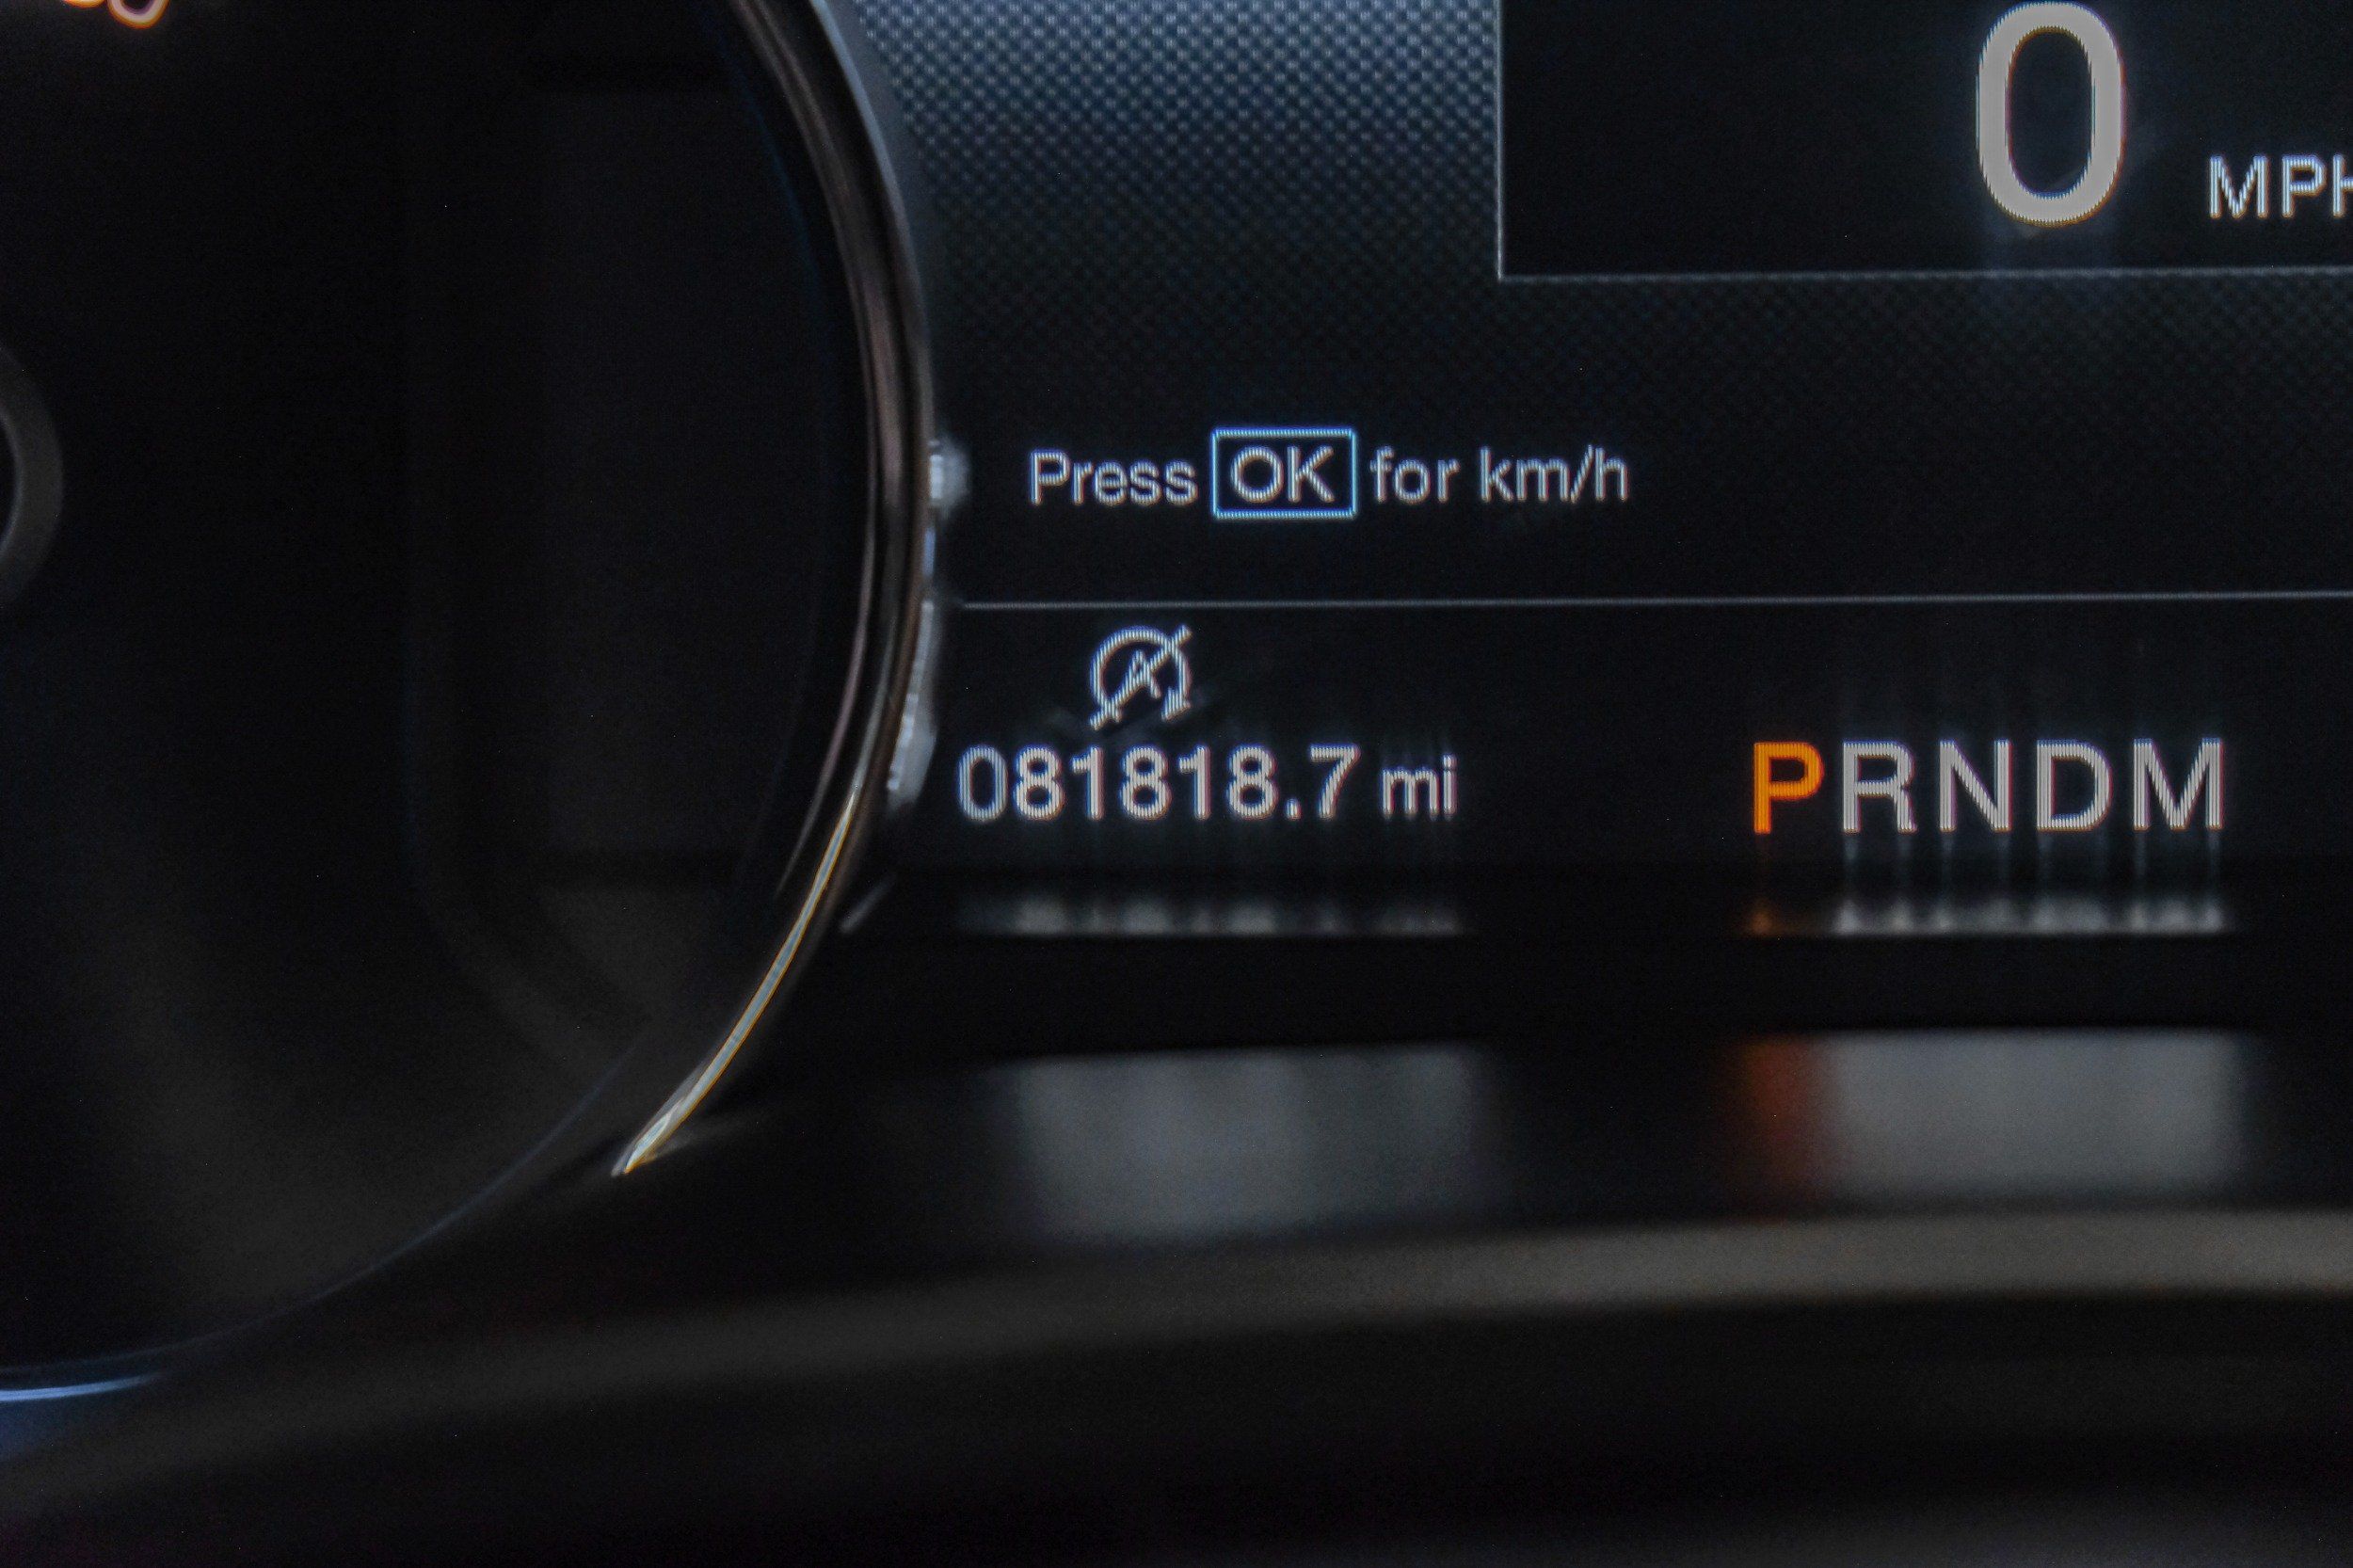 0 MPH
Press OK for km/h
A
081818.7 mi
PRNDM